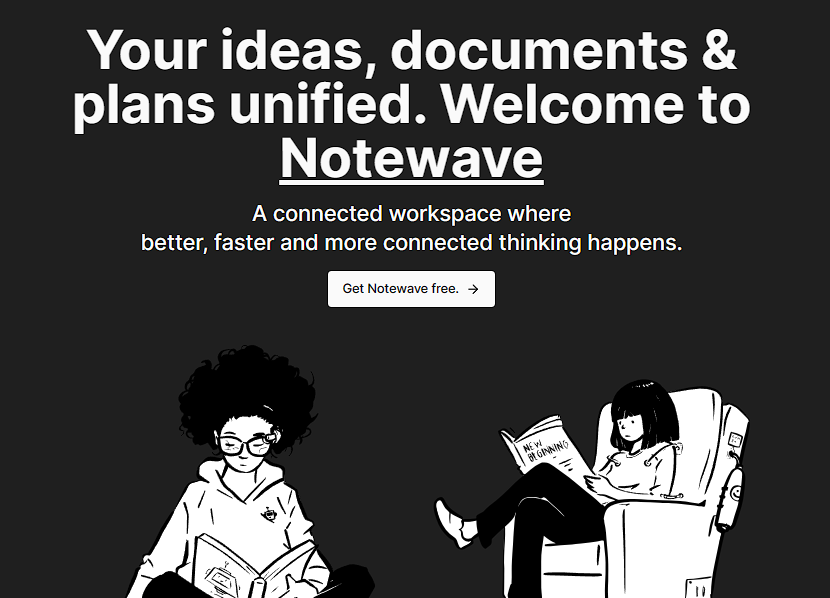 Your ideas, documents &
plans unified. Welcome to
Notewave
A connected workspace where
better, faster and more connected thinking happens.
Get Notewave free. →
NEW
BEGINNING